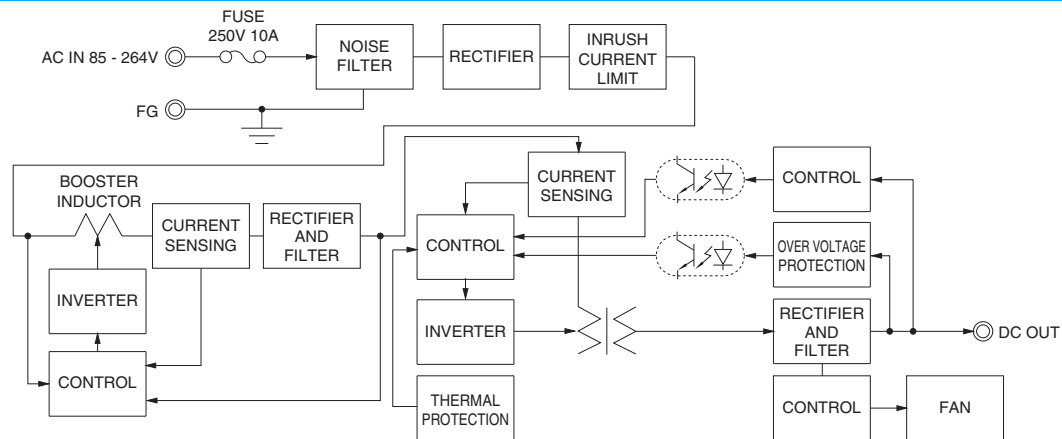 FUSE
250V 10A
AC IN 85 - 264V
NOISE
FILTER
RECTIFIER
INRUSH
CURRENT
LIMIT
FG
BOOSTER
INDUCTOR
CURRENT
SENSING
RECTIFIER
AND
FILTER
INVERTER
CONTROL
CURRENT
SENSING
CONTROL
INVERTER
THERMAL
PROTECTION
CONTROL
OVER VOLTAGE
PROTECTION
RECTIFIER
AND
FILTER
DC OUT
CONTROL
FAN